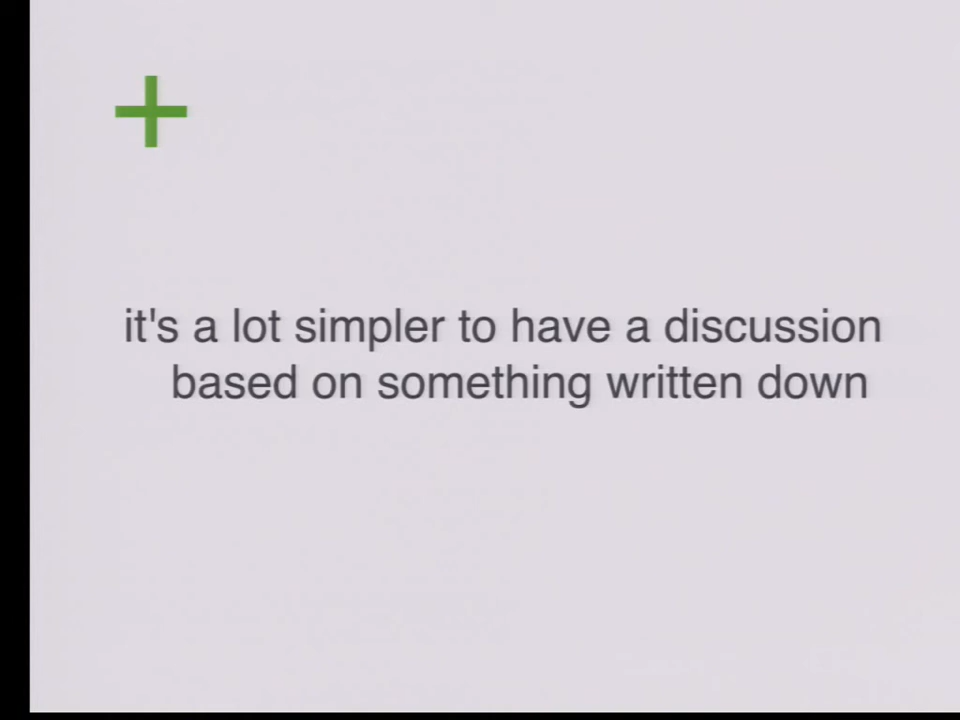 +
it's a lot simpler to have a discussion
based on something written down